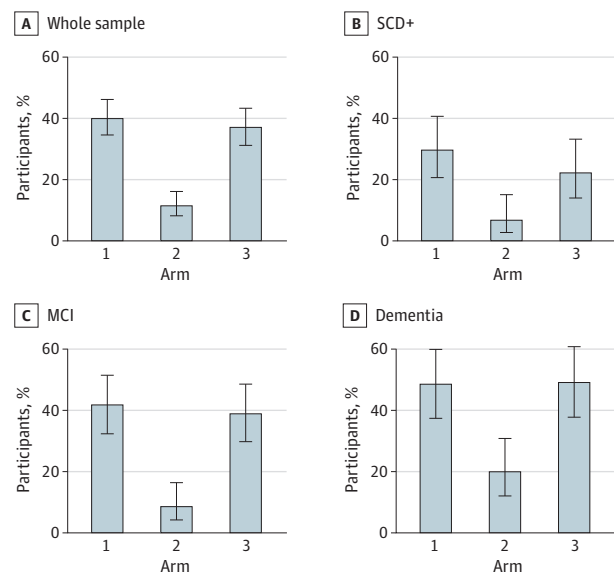 A Whole sample
60
40
20
0
Participants, %
1 2 3
Arm
B SCD+
60
40
20
0
Participants, %
1 2 3
Arm
C MCI
60
40
20
0
Participants, %
1 2 3
Arm
D Dementia
60
40
20
0
Participants, %
1 2 3
Arm